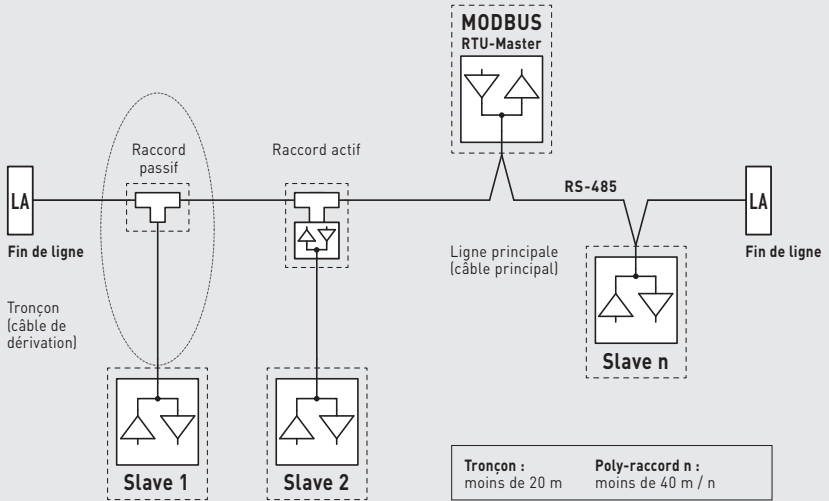 MODBUS
RTU-Master
Raccord
passif
Raccord actif
LA
RS-485
LA
Fin de ligne
Ligne principale
(câble principal)
Fin de ligne
Tronçon
(câble de
dérivation)
Slave n
Slave 1
Slave 2
Tronçon :
moins de 20 m
Poly-raccord n :
moins de 40 m / n